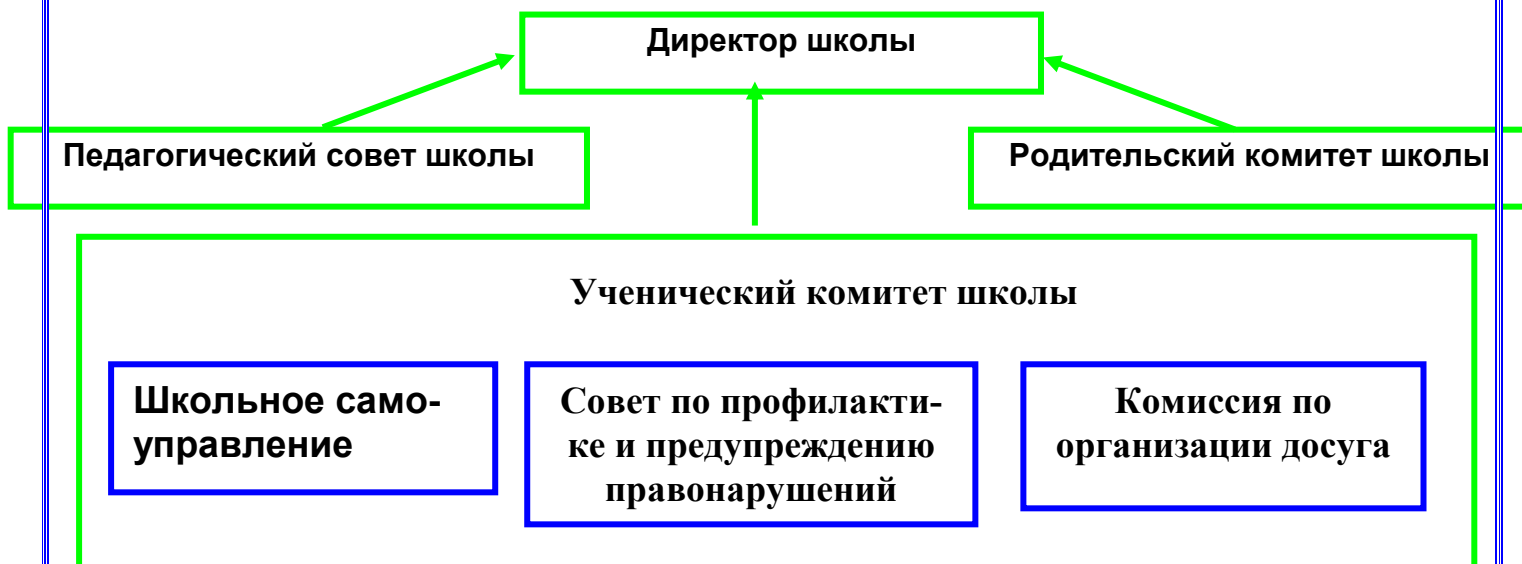 Директор школы
Педагогический совет школы
Родительский комитет школы
Ученический комитет школы
Школьное само-
управление
Совет по профилакти-
ке и предупреждению
правонарушений
Комиссия по
организации досуга